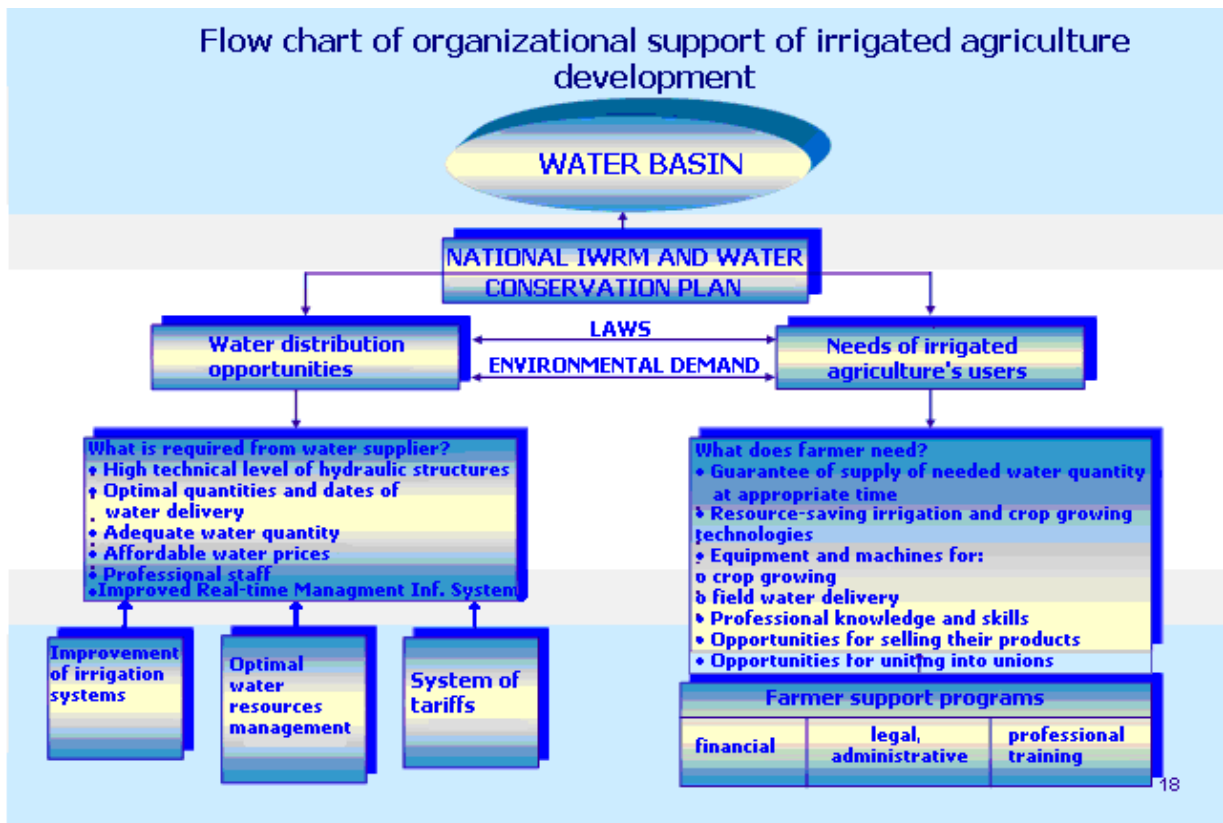 Flow chart of organizational support of irrigated agriculture
development
WATER BASIN
NATIONAL IWRM AND WATER
CONSERVATION PLAN
Water distribution
opportunities
LAWS
ENVIRONMENTAL DEMAND
Needs of irrigated
agriculture's users
What is required from water supplier?
• High technical level of hydraulic structures
• Optimal quantities and dates of
water delivery
• Adequate water quantity
• Affordable water prices
• Professional staff
•Improved Real-time Managment Inf. System
Improvement
of irrigation
systems
Optimal
water
resources
management
System of
tariffs
What does farmer need?
• Guarantee of supply of needed water quantity
at appropriate time
• Resource-saving irrigation and crop growing
technologies
• Equipment and machines for:
o crop growing
o field water delivery
• Professional knowledge and skills
• Opportunities for selling their products
• Opportunities for uniting into unions
Farmer support programs
financial
legal,
administrative
professional
training
18